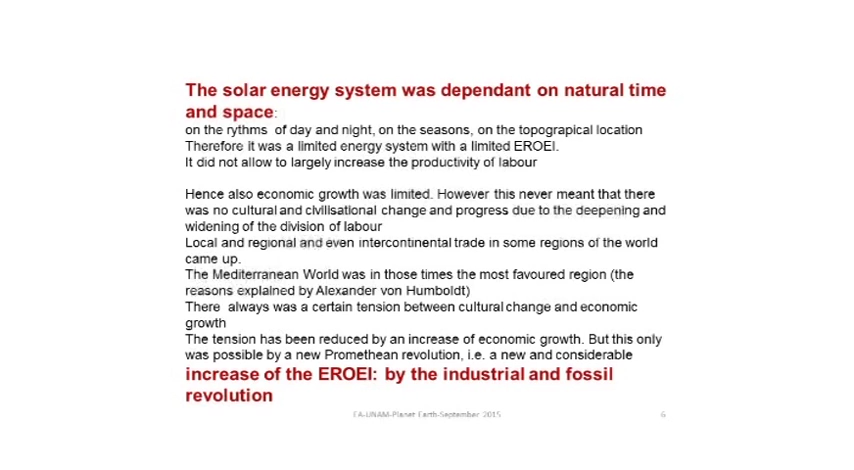 The solar energy system was dependant on natural time
and space:
on the rythms of day and night, on the seasons, on the topograpical location
Therefore it was a limited energy system with a limited EROEI.
It did not allow to largely increase the productivity of labour
Hence also economic growth was limited. However this never meant that there
was no cultural and civilisational change and progress due to the deepening and
widening of the division of labour
Local and regional and even intercontinental trade in some regions of the world
came up.
The Mediterranean World was in those times the most favoured region (the
reasons explained by Alexander von Humboldt)
There always was a certain tension between cultural change and economic
growth
The tension has been reduced by an increase of economic growth. But this only
was possible by a new Promethean revolution, i.e. a new and considerable
increase of the EROEI: by the industrial and fossil
revolution
EA-UNAM-Planet Earth-September 2015
6